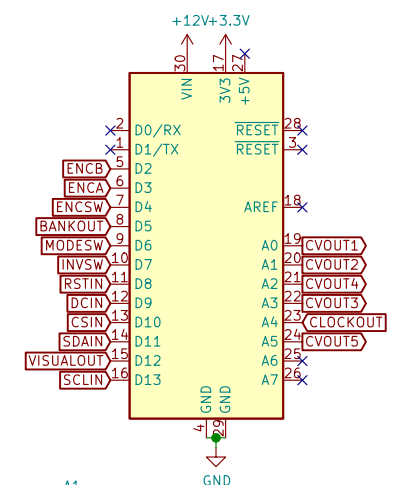 +12V +3.3V
30 17 27
VIN 3V3 +5V
2 D0/RX RESET 28
1 D1/TX RESET 3
ENCB 5 D2
ENCA 6 D3
ENCSW 7 D4 AREF 18
BANKOUT 8 D5
MODESW 9 D6 A0 19 CVOUT1
INVSW 10 D7 A1 20 CVOUT2
RSTIN 11 D8 A2 21 CVOUT4
DCIN 12 D9 A3 22 CVOUT3
CSIN 13 D10 A4 23 CLOCKOUT
SDAIN 14 D11 A5 24 CVOUT5
VISUALOUT 15 D12 A6 25
SCLIN 16 D13 A7 26
GND GND
4 29
GND
A1